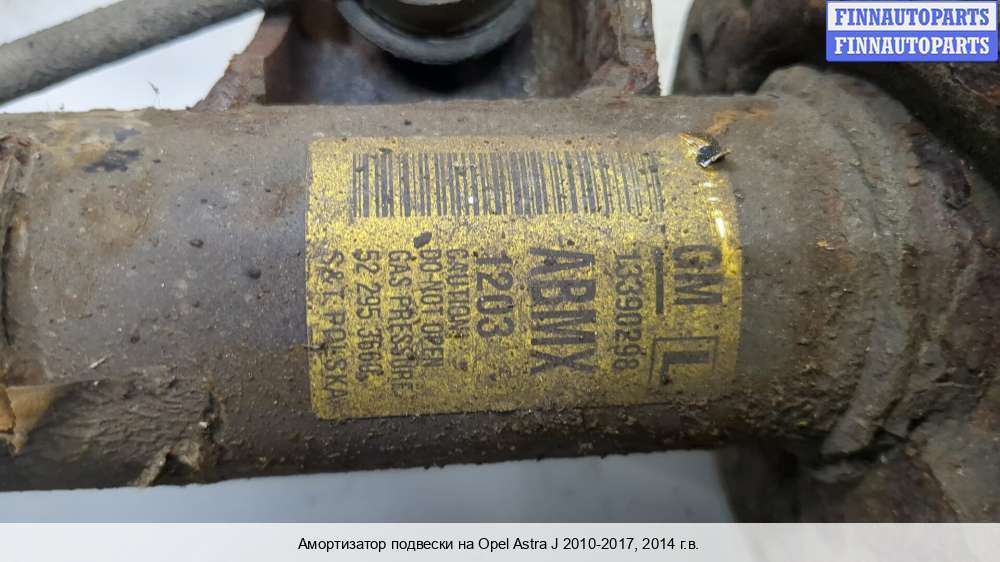 FINNAUTOPARTS
FINNAUTOPARTS
GM L
13390298
ABMX
1203
CAUTION
DO-NOT OPEN
GAS PRESSURE
52 295
S&T POLSKA
Амортизатор подвески на Opel Astra J 2010-2017, 2014 г.в.